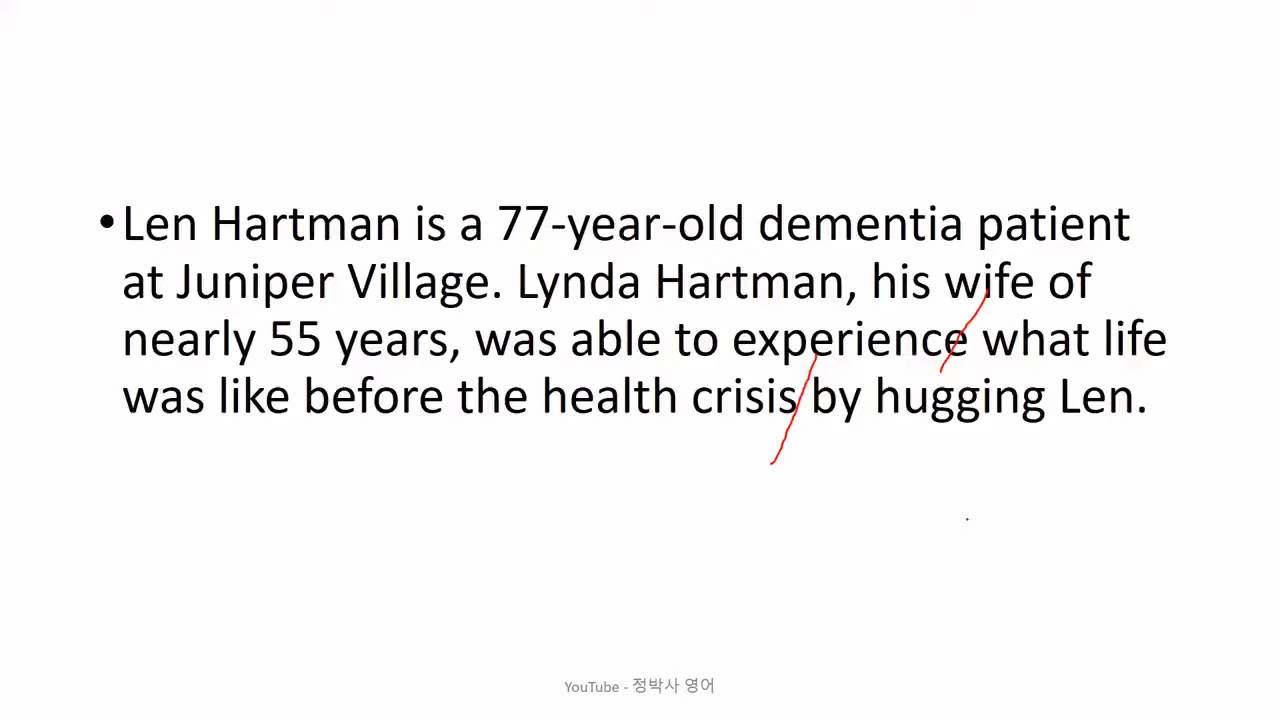 •Len Hartman is a 77-year-old dementia patient
at Juniper Village. Lynda Hartman, his wife of
nearly 55 years, was able to experience what life
was like before the health crisis by hugging Len.
YouTube - 정박사 영어